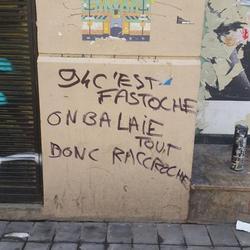 94 C'EST
FASTOCHE
ON BALAIE
TOUT
DONC RACCROCHE